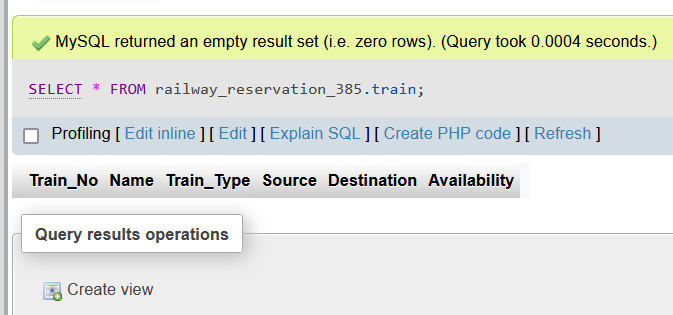 MySQL returned an empty result set (i.e. zero rows). (Query took 0.0004 seconds.)
SELECT * FROM railway_reservation_385.train;
Profiling [ Edit inline ] [ Edit ] [ Explain SQL ] [ Create PHP code ] [ Refresh ]
Train_No Name Train_Type Source Destination Availability
Query results operations
Create view